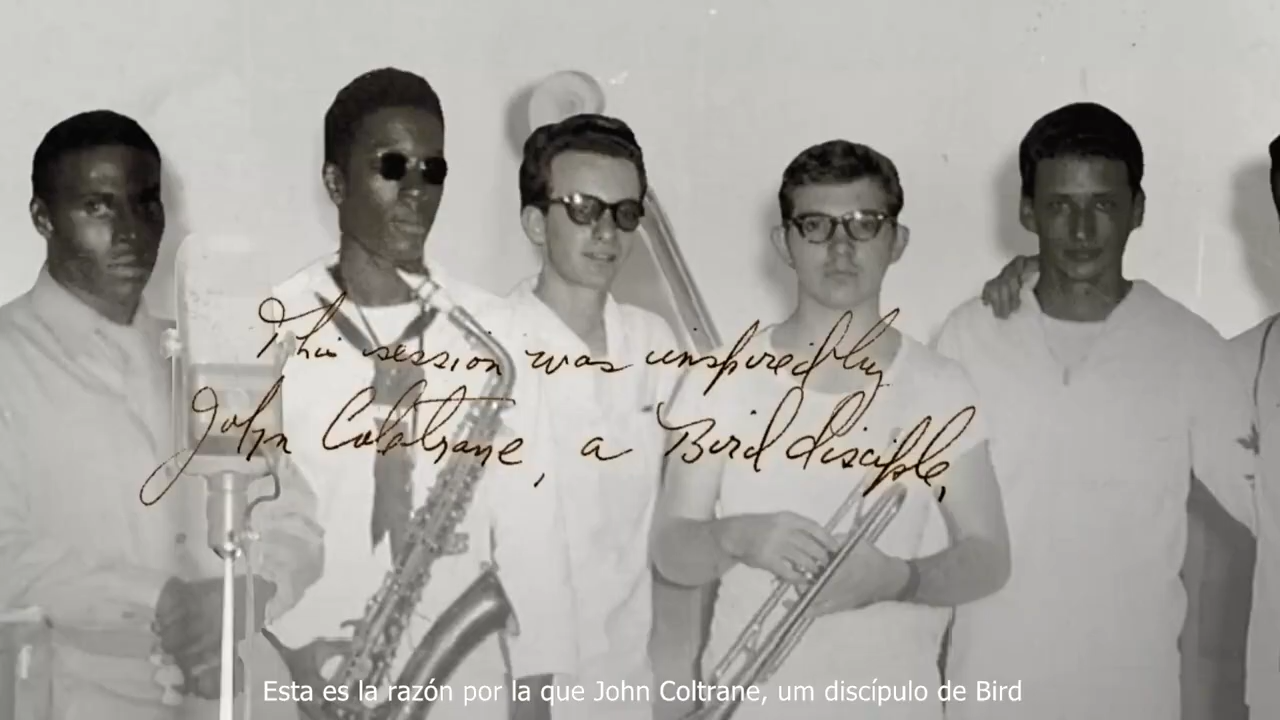 This session was inspired by
John Coltrane, a Bird disciple,
Esta es la razón por la que John Coltrane, um discípulo de Bird